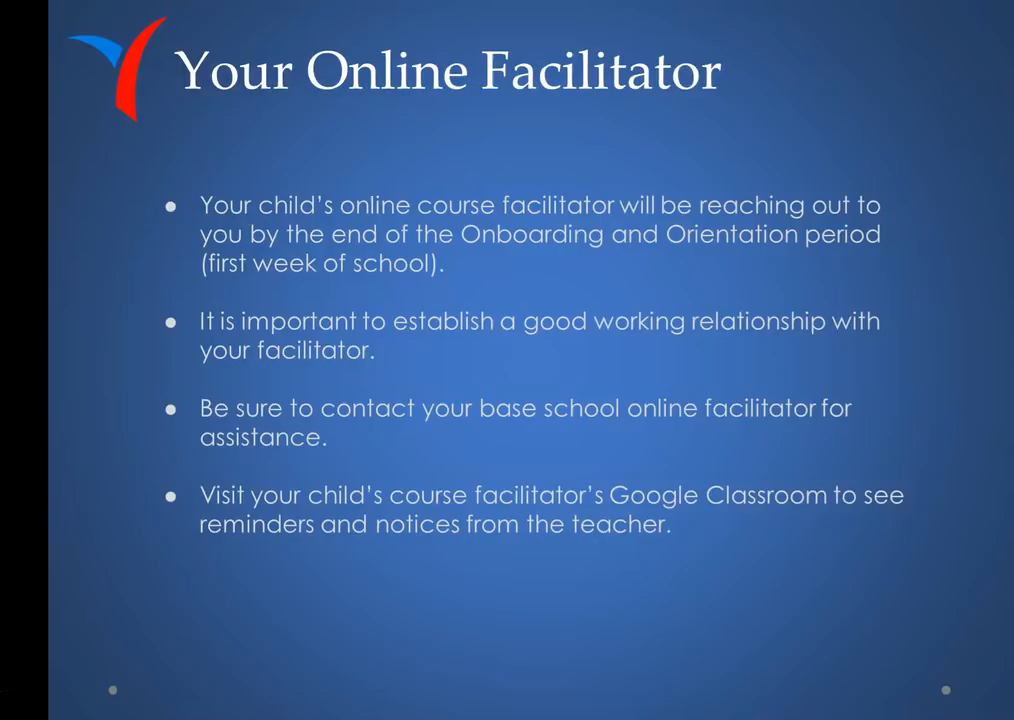 Your Online Facilitator
● Your child’s online course facilitator will be reaching out to
you by the end of the Onboarding and Orientation period
(first week of school).
● It is important to establish a good working relationship with
your facilitator.
● Be sure to contact your base school online facilitator for
assistance.
● Visit your child’s course facilitator’s Google Classroom to see
reminders and notices from the teacher.